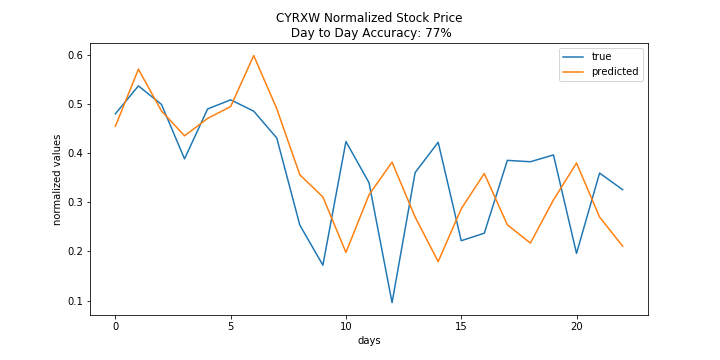 CYRXW Normalized Stock Price
Day to Day Accuracy: 77%
true
predicted
normalized values
0.6
0.5
0.4
0.3
0.2
0.1
0
5
10
15
20
days